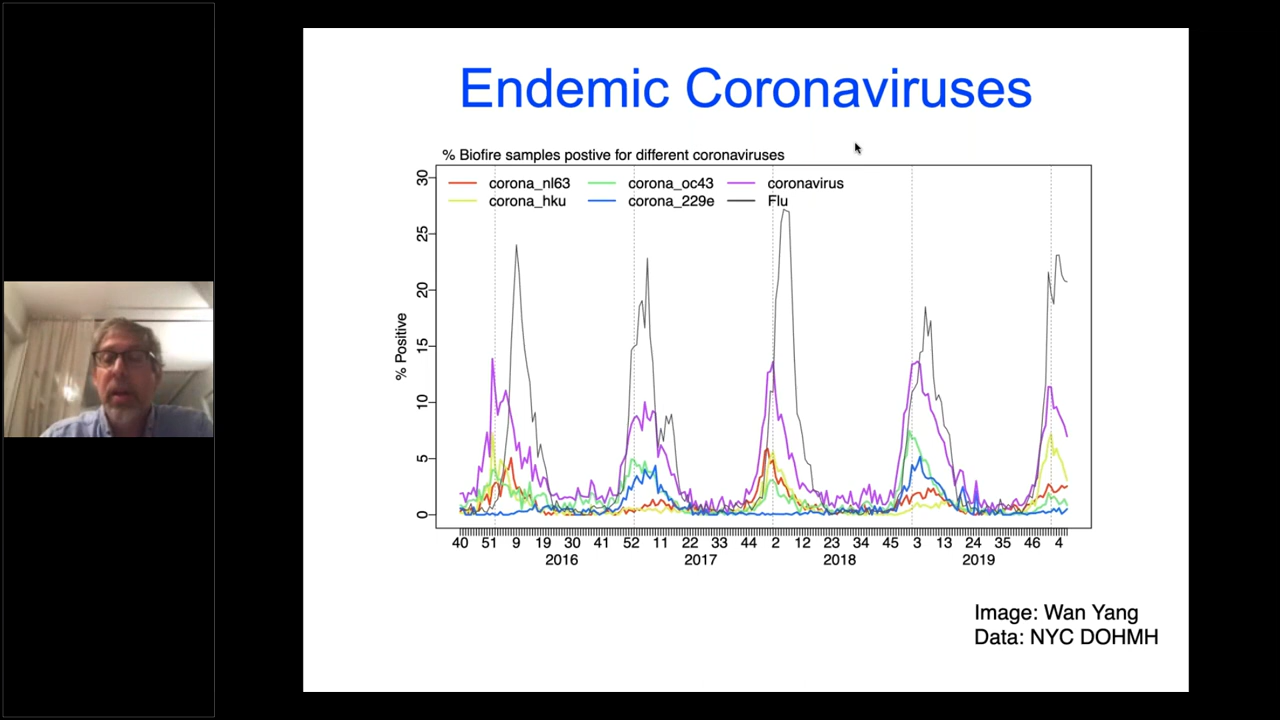 Endemic Coronaviruses
% Biofire samples postive for different coronaviruses
corona_nl63 corona_oc43 coronavirus
corona_hku corona_229e Flu
% Positive
30
25
20
15
10
5
0
40 51 9 19 30 41 52 11 22 33 44 2 12 23 34 45 3 13 24 35 46 4
2016 2017 2018 2019
Image: Wan Yang
Data: NYC DOHMH